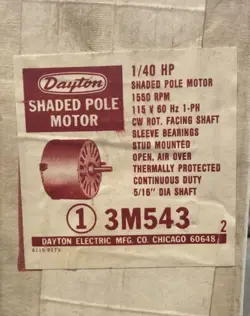 Dayton
SHADED POLE
MOTOR
1/40 HP
SHADED POLE MOTOR
1550 RPM
115 V 60 Hz 1-PH
CW ROT. FACING SHAFT
SLEEVE BEARINGS
STUD MOUNTED
OPEN, AIR OVER
THERMALLY PROTECTED
CONTINUOUS DUTY
5/16" DIA SHAFT
1 3M543 2
DAYTON ELECTRIC MFG. CO. CHICAGO 60648